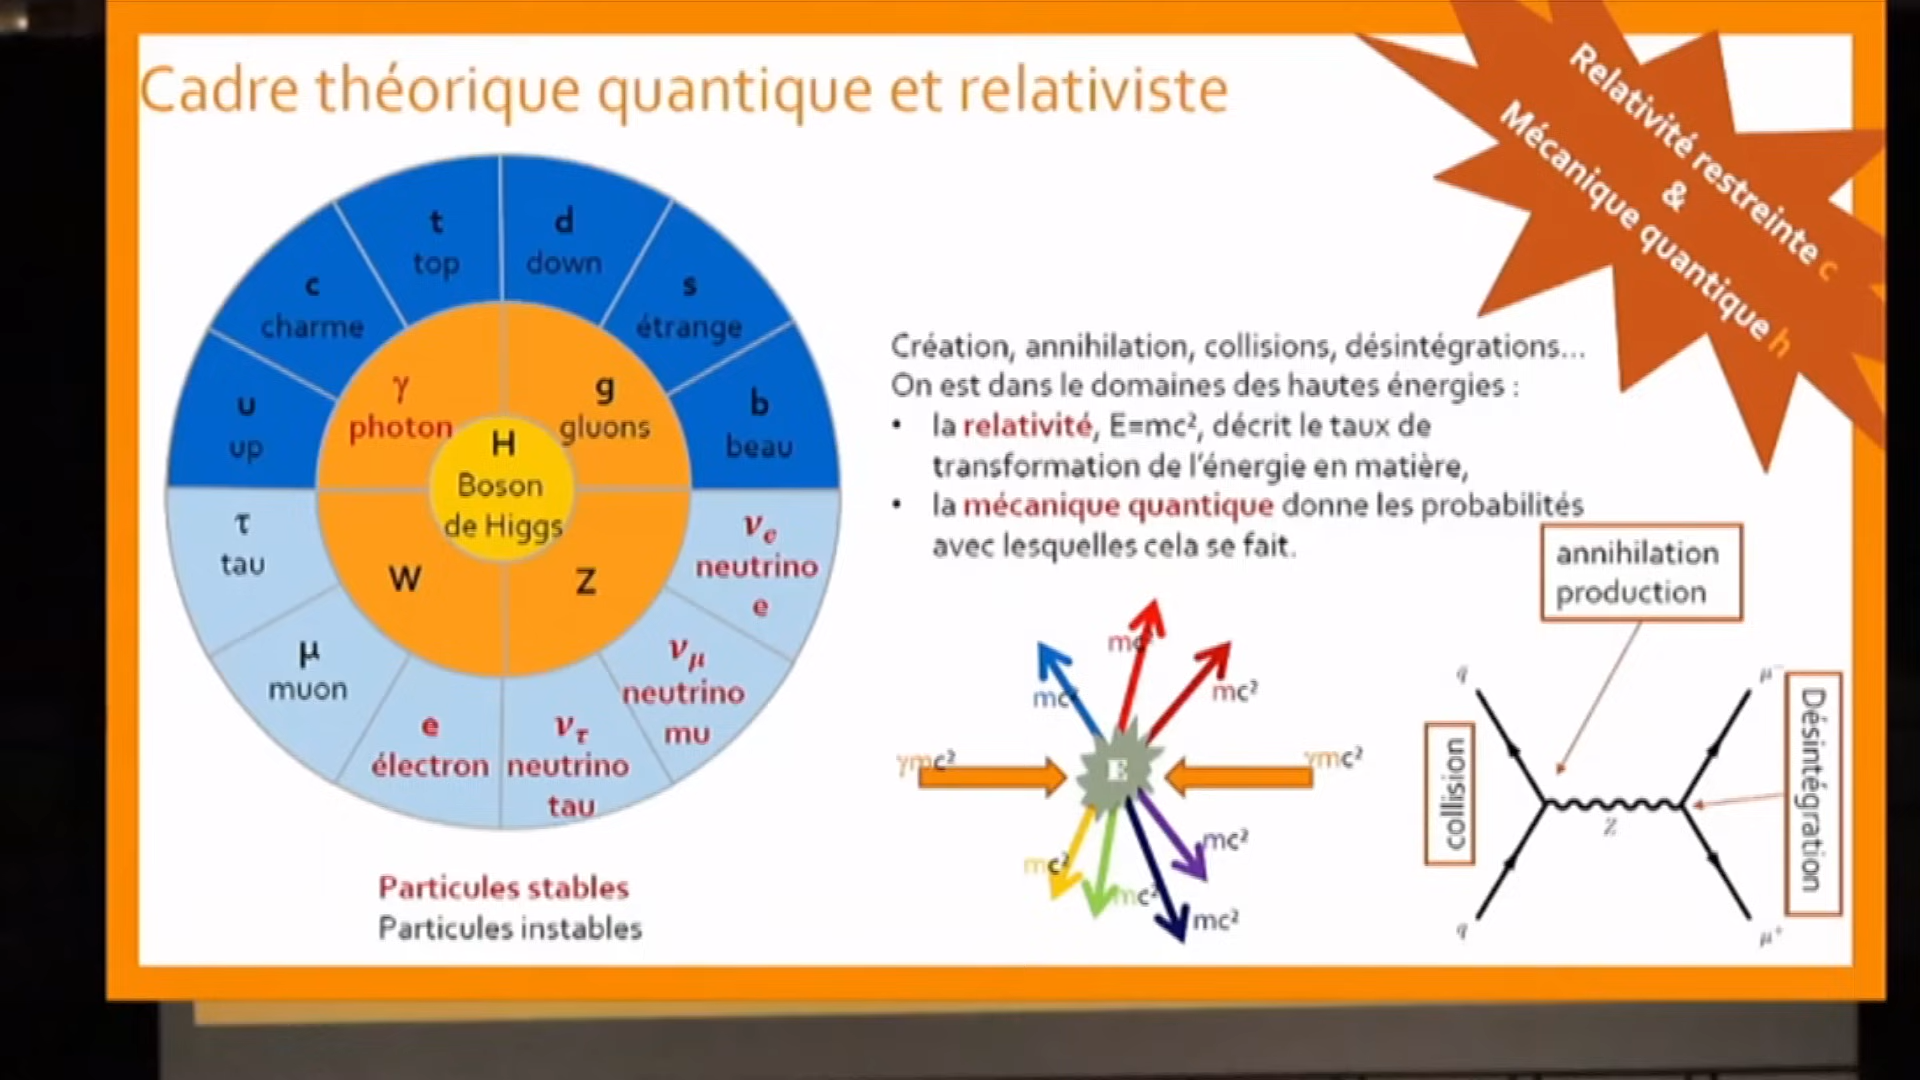 Cadre théorique quantique et relativiste
Relativité restreinte c
&
Mécanique quantique h
t
top
d
down
c
charme
s
étrange
u
up
b
beau
γ
photon
g
gluons
H
Boson
de Higgs
W
Z
τ
tau
νe
neutrino
e
μ
muon
νμ
neutrino
mu
e
électron
ντ
neutrino
tau
Particules stables
Particules instables
Création, annihilation, collisions, désintégrations...
On est dans le domaines des hautes énergies :
• la relativité, E=mc², décrit le taux de
transformation de l'énergie en matière,
• la mécanique quantique donne les probabilités
avec lesquelles cela se fait.
mc²
mc²
mc²
γmc²
E
γmc²
mc²
mc²
mc²
mc²
annihilation
production
collision
Désintégration
q̄
μ⁻
Z
q
μ⁺